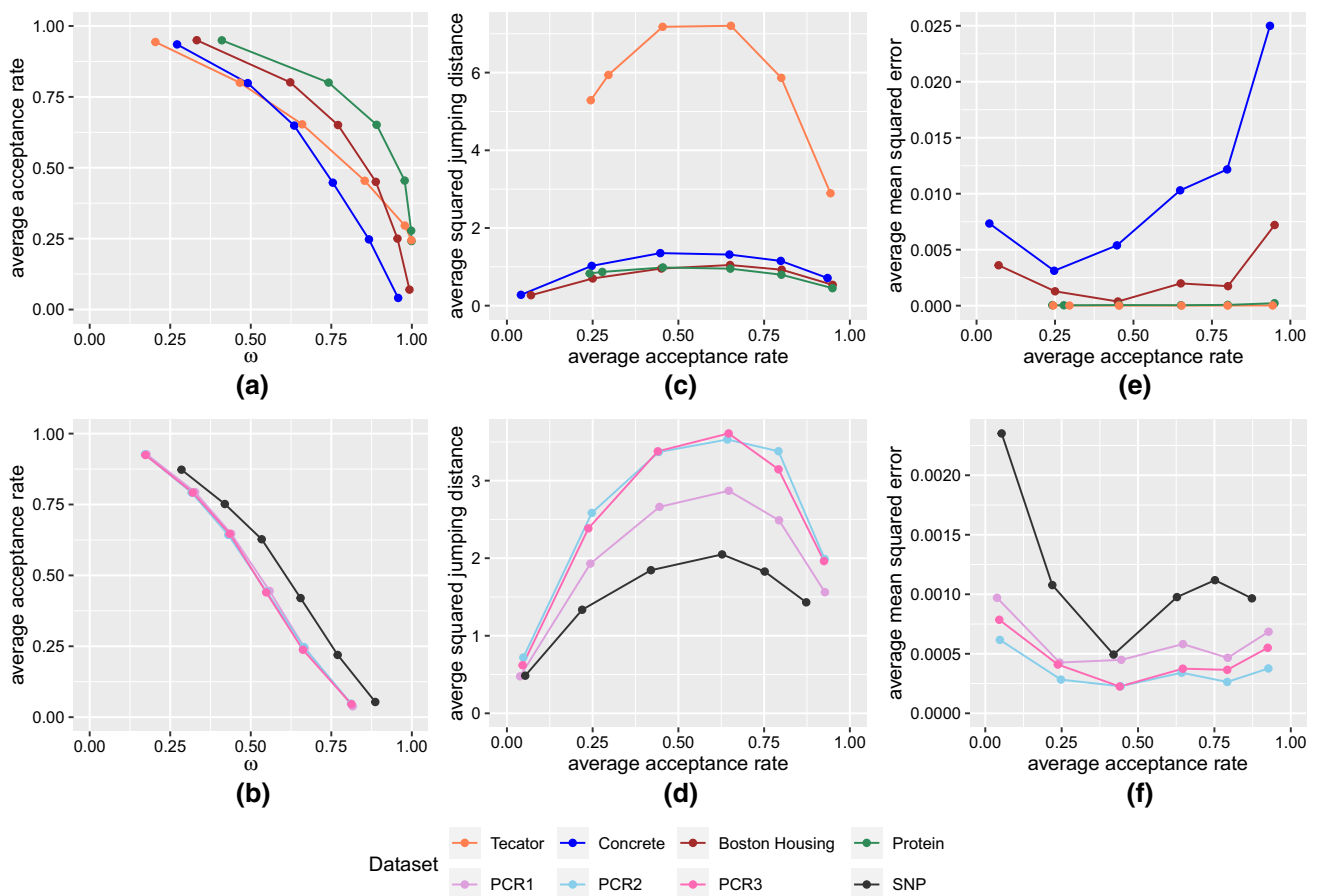 average acceptance rate
1.00
0.75
0.50
0.25
0.00
0.00 0.25 0.50 0.75 1.00
ω
(a)
average squared jumping distance
6
4
2
0
0.00 0.25 0.50 0.75 1.00
average acceptance rate
(c)
average mean squared error
0.025
0.020
0.015
0.010
0.005
0.000
0.00 0.25 0.50 0.75 1.00
average acceptance rate
(e)
average acceptance rate
1.00
0.75
0.50
0.25
0.00
0.00 0.25 0.50 0.75 1.00
ω
(b)
averge squared jumping distance
3
2
1
0
0.00 0.25 0.50 0.75 1.00
average acceptance rate
(d)
average mean squared error
0.0020
0.0015
0.0010
0.0005
0.0000
0.00 0.25 0.50 0.75 1.00
average acceptance rate
(f)
Dataset
Tecator Concrete Boston Housing Protein
PCR1 PCR2 PCR3 SNP